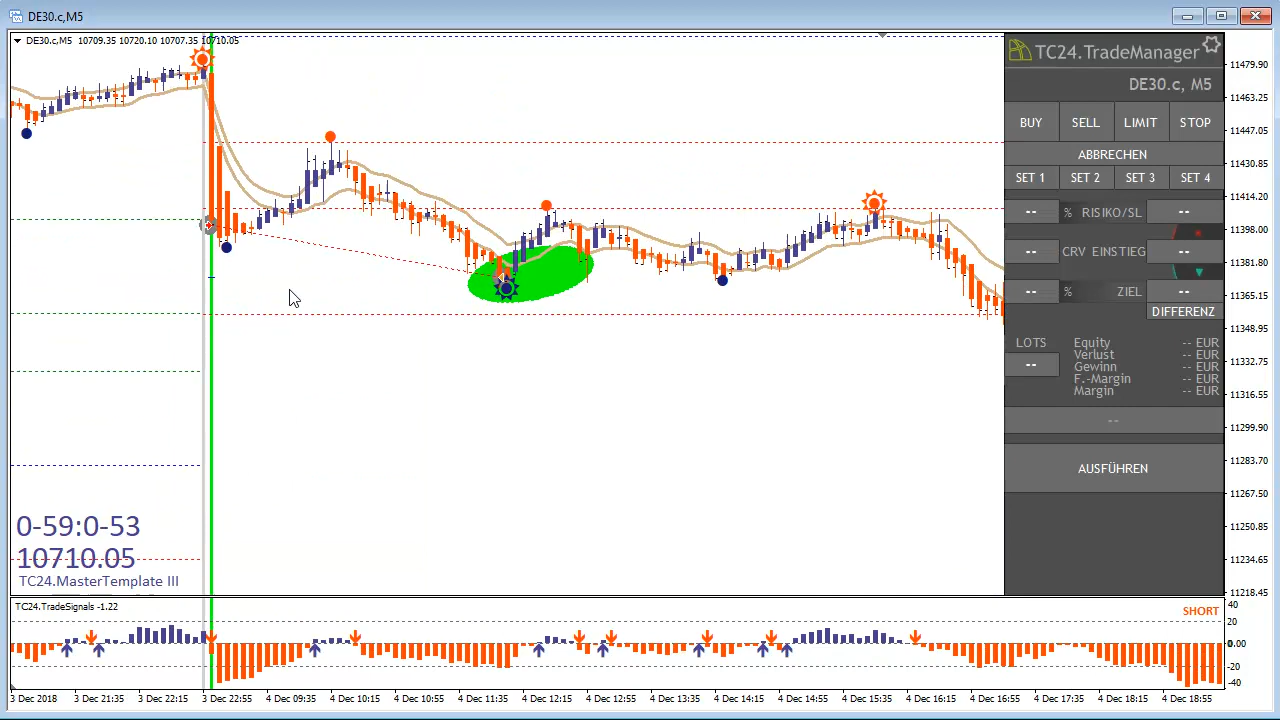 DE30.c,M5
DE30.c,M5 10709.35 10720.10 10707.35 10710.05
TC24.TradeManager
DE30.c, M5
BUY SELL LIMIT STOP
ABBRECHEN
SET 1 SET 2 SET 3 SET 4
-- % RISIKO/SL --
-- CRV EINSTIEG --
-- % ZIEL --
DIFFERENZ
LOTS
--
Equity -- EUR
Verlust -- EUR
Gewinn -- EUR
F.-Margin -- EUR
Margin -- EUR
--
AUSFÜHREN
11479.90
11463.25
11447.05
11430.85
11414.20
11398.00
11381.80
11365.15
11348.95
11332.75
11316.55
11299.90
11283.70
11267.50
11250.85
11234.65
11218.45
0-59:0-53
10710.05
TC24.MasterTemplate III
TC24.TradeSignals -1.22
SHORT
40
20
0.00
-20
-40
3 Dec 2018 3 Dec 21:35 3 Dec 22:15 3 Dec 22:55 4 Dec 09:35 4 Dec 10:15 4 Dec 10:55 4 Dec 11:35 4 Dec 12:15 4 Dec 12:55 4 Dec 13:35 4 Dec 14:15 4 Dec 14:55 4 Dec 15:35 4 Dec 16:15 4 Dec 16:55 4 Dec 17:35 4 Dec 18:15 4 Dec 18:55